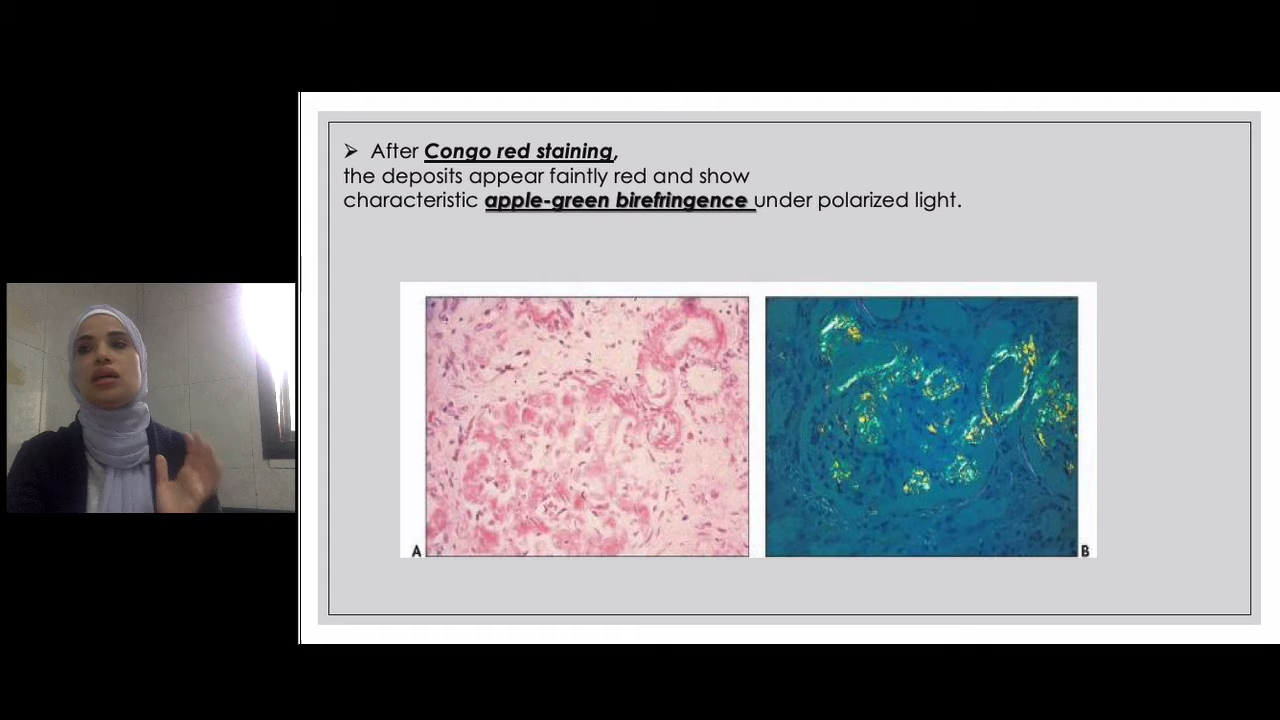 ➢ After Congo red staining,
the deposits appear faintly red and show
characteristic apple-green birefringence under polarized light.
A
B